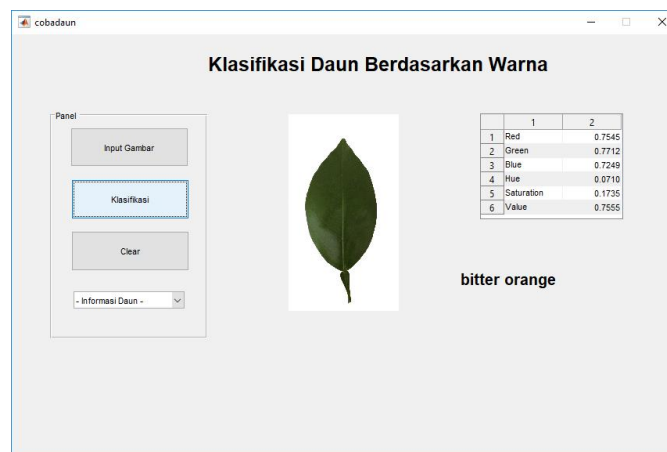 cobadaun
Klasifikasi Daun Berdasarkan Warna
Panel
Input Gambar
Klasifikasi
Clear
- Informasi Daun -
1 2
1 Red 0.7545
2 Green 0.7712
3 Blue 0.7249
4 Hue 0.0710
5 Saturation 0.1735
6 Value 0.7555
bitter orange